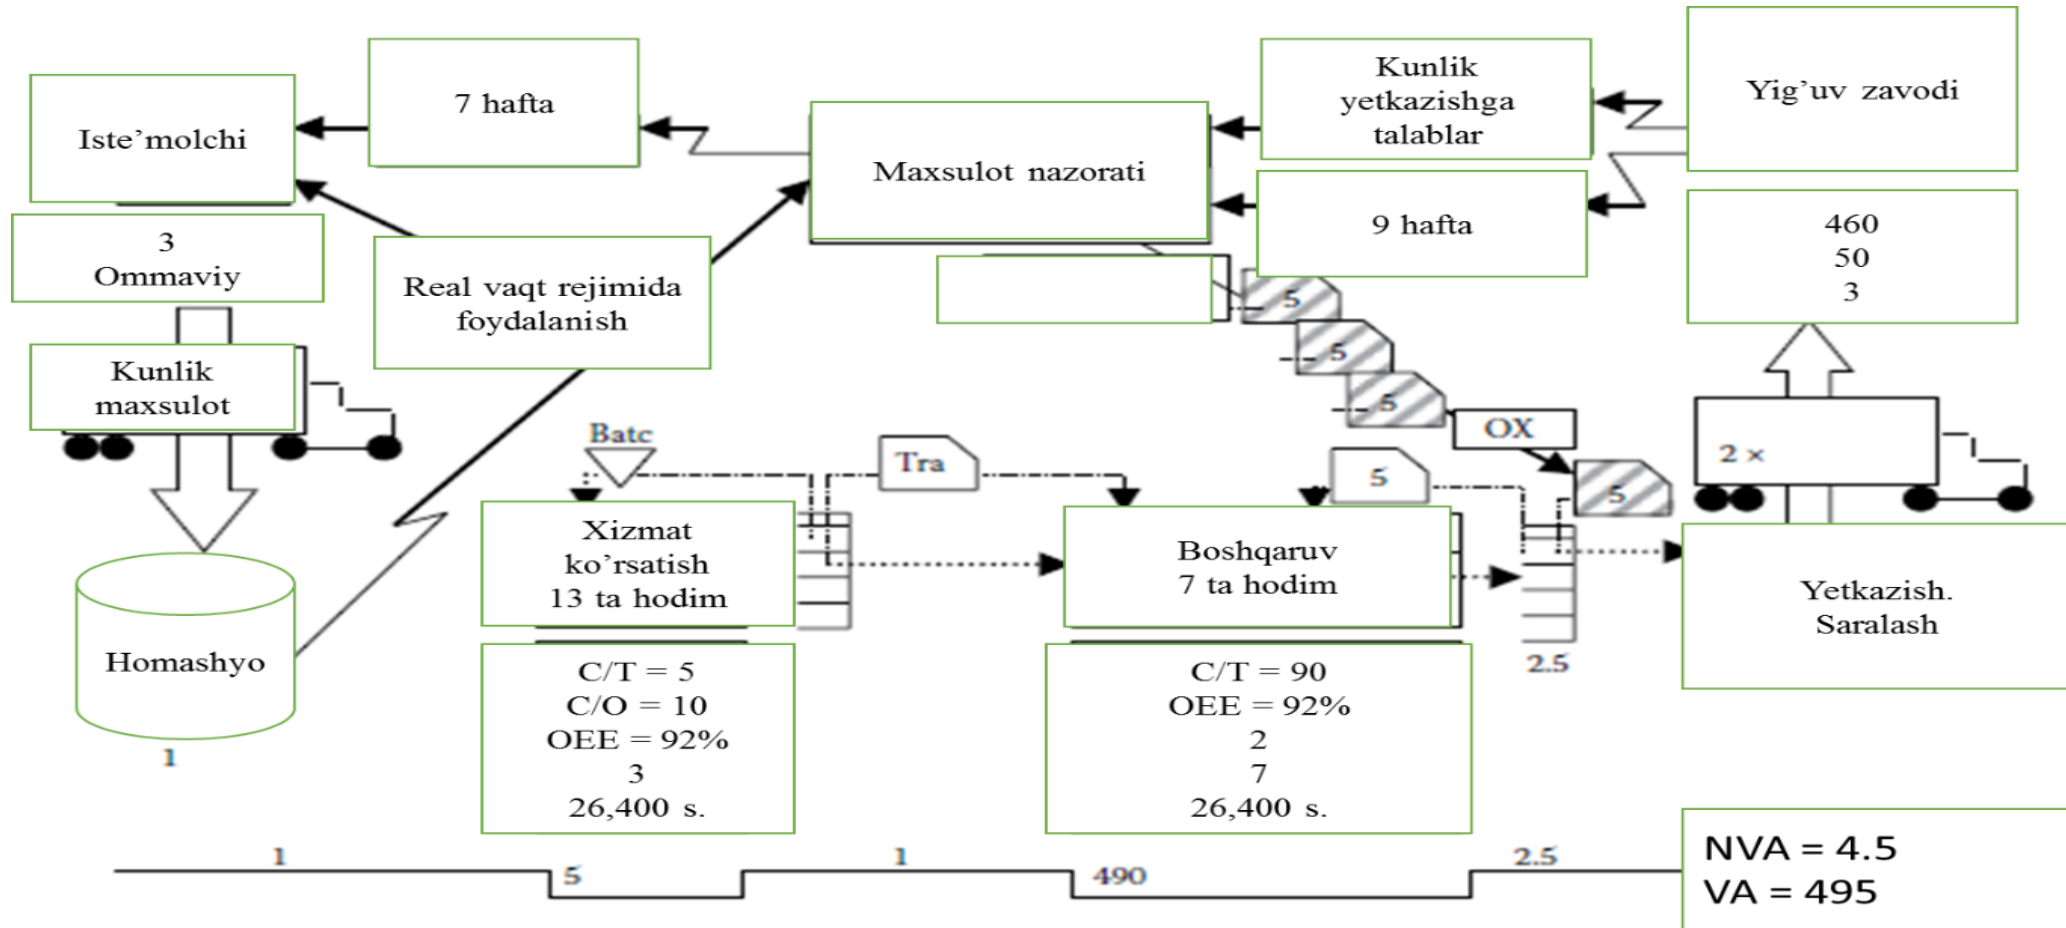 Iste’molchi
7 hafta
Maxsulot nazorati
Kunlik
yetkazishga
talablar
Yig’uv zavodi
9 hafta
460
50
3
3
Ommaviy
Real vaqt rejimida
foydalanish
Kunlik
maxsulot
5
5
5
OX
5
2 ×
Batc
Tra
5
Xizmat
ko’rsatish
13 ta hodim
Boshqaruv
7 ta hodim
Yetkazish.
Saralash
2.5
Homashyo
1
C/T = 5
C/O = 10
OEE = 92%
3
26,400 s.
C/T = 90
OEE = 92%
2
7
26,400 s.
1
5
1
490
2.5
NVA = 4.5
VA = 495